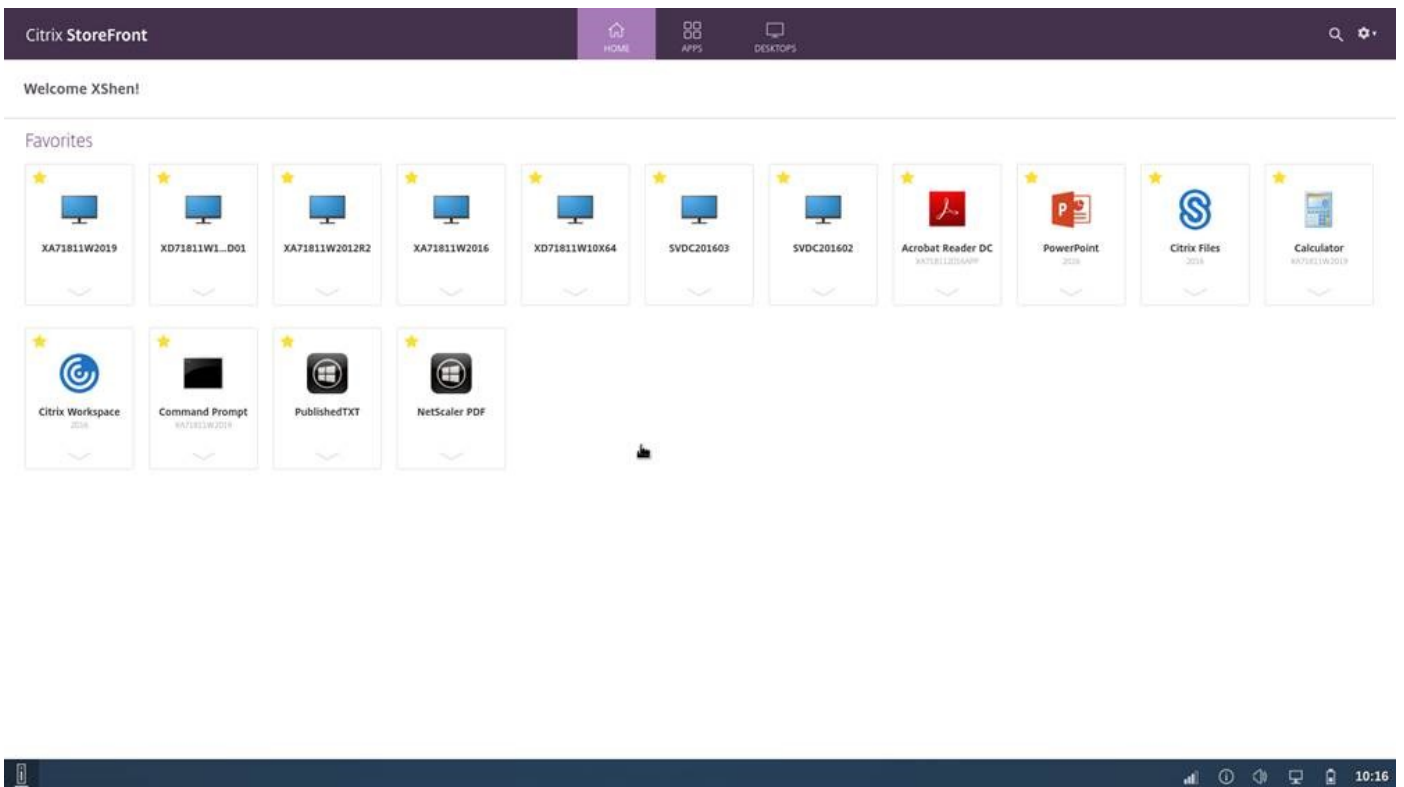 Citrix StoreFront
HOME
APPS
DESKTOPS
Welcome XShen!
Favorites
XA71811W2019
XD71811W1...D01
XA71811W2012R2
XA71811W2016
XD71811W10X64
SVDC201603
SVDC201602
Acrobat Reader DC
XA718112016APP
PowerPoint
2016
Citrix Files
2016
Calculator
XA71811W2019
Citrix Workspace
2016
Command Prompt
XA71811W2019
PublishedTXT
NetScaler PDF
10:16